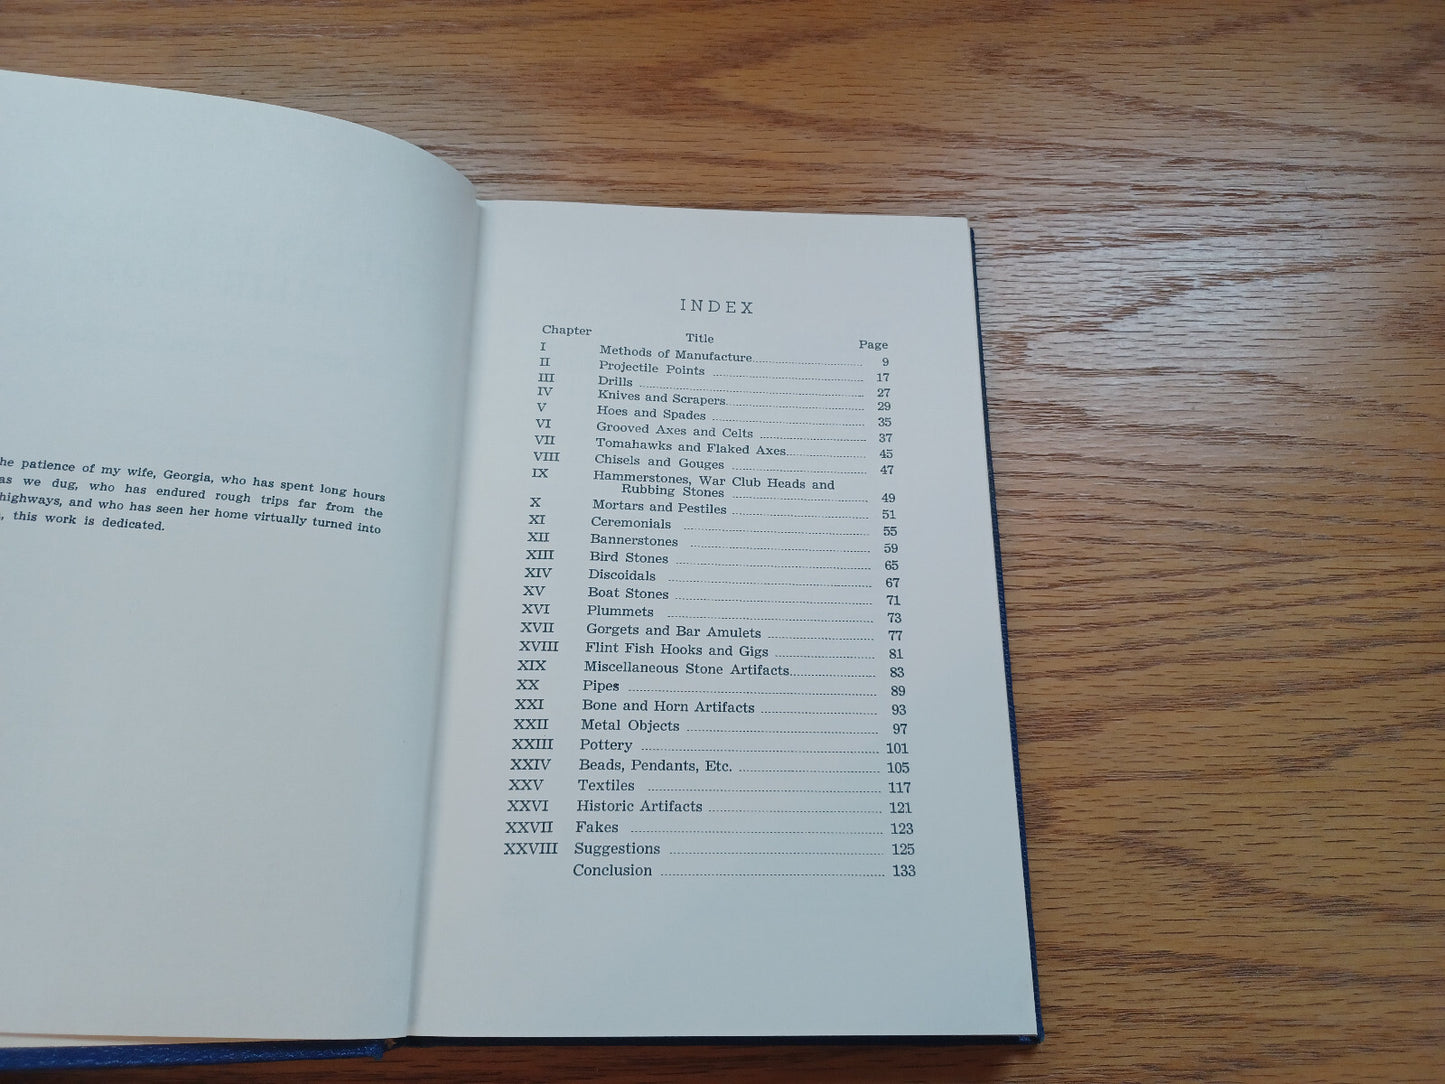 he patience of my wife, Georgia, who has spent long hours
as we dug, who has endured rough trips far from the
highways, and who has seen her home virtually turned into
, this work is dedicated.
INDEX
Chapter Title Page
I Methods of Manufacture 9
II Projectile Points 17
III Drills 27
IV Knives and Scrapers 29
V Hoes and Spades 35
VI Grooved Axes and Celts 37
VII Tomahawks and Flaked Axes 45
VIII Chisels and Gouges 47
IX Hammerstones, War Club Heads and
Rubbing Stones 49
X Mortars and Pestiles 51
XI Ceremonials 55
XII Bannerstones 59
XIII Bird Stones 65
XIV Discoidals 67
XV Boat Stones 71
XVI Plummets 73
XVII Gorgets and Bar Amulets 77
XVIII Flint Fish Hooks and Gigs 81
XIX Miscellaneous Stone Artifacts 83
XX Pipes 89
XXI Bone and Horn Artifacts 93
XXII Metal Objects 97
XXIII Pottery 101
XXIV Beads, Pendants, Etc. 105
XXV Textiles 117
XXVI Historic Artifacts 121
XXVII Fakes 123
XXVIII Suggestions 125
Conclusion 133